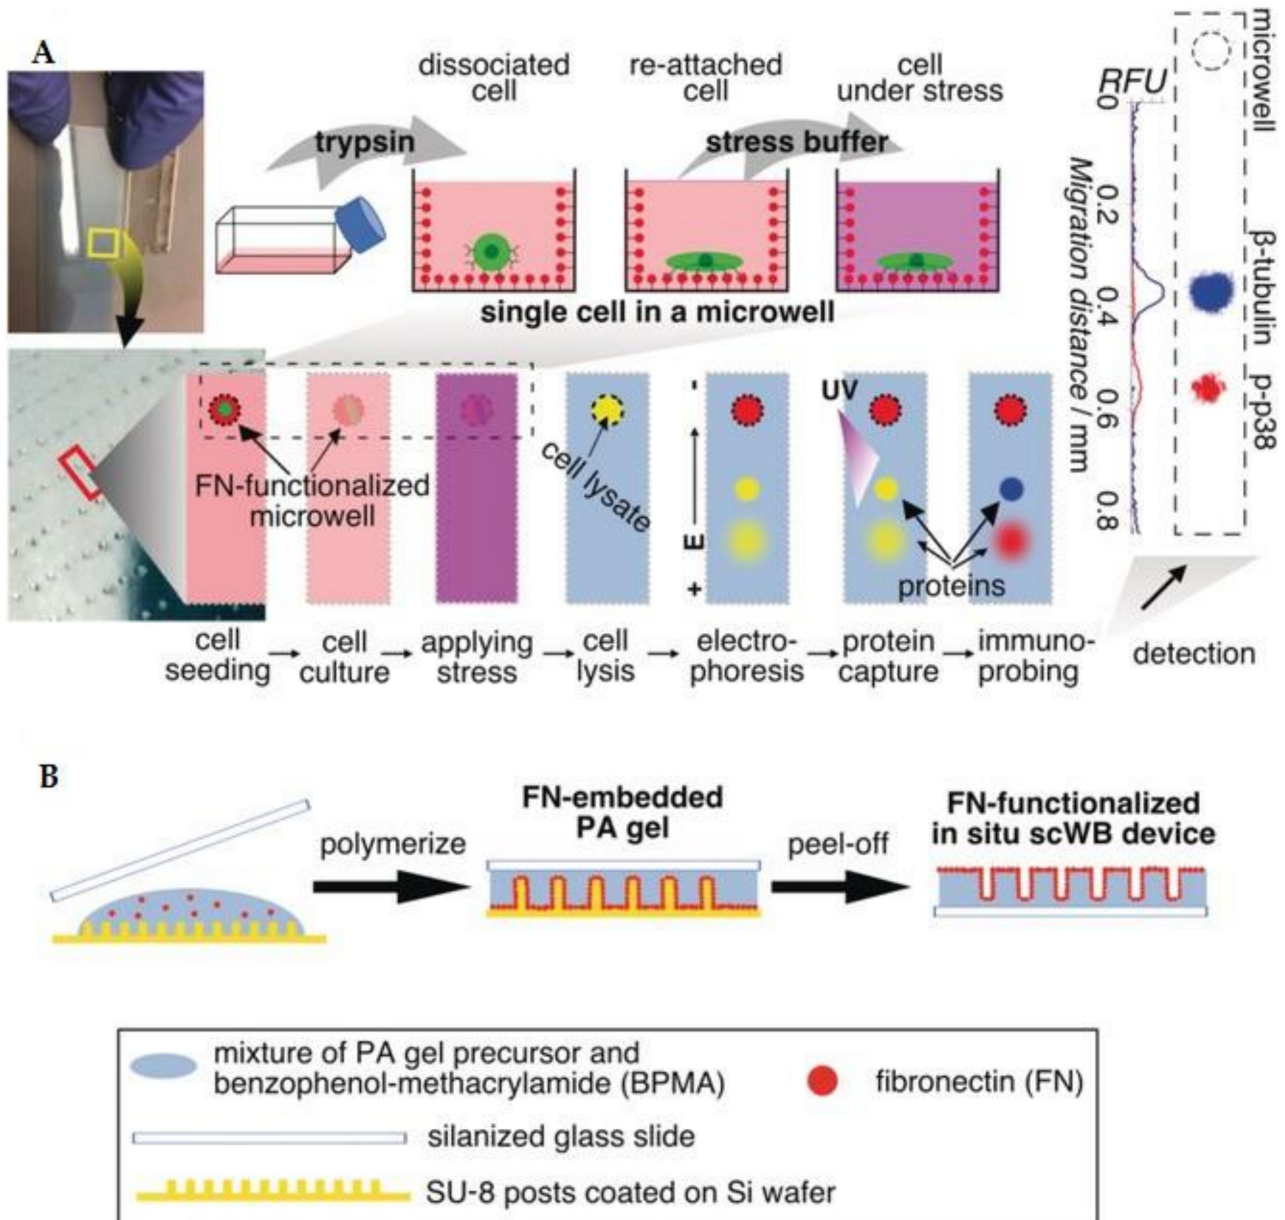 A
dissociated
cell
re-attached
cell
cell
under stress
trypsin
stress buffer
single cell in a microwell
FN-functionalized
microwell
cell lysate
+ E -
UV
proteins
cell
seeding
cell
culture
applying
stress
cell
lysis
electro-
phoresis
protein
capture
immuno-
probing
detection
RFU
0
0.2
0.4
0.6
0.8
Migration distance / mm
microwell
β-tubulin
p-p38
B
polymerize
FN-embedded
PA gel
peel-off
FN-functionalized
in situ scWB device
mixture of PA gel precursor and
benzophenol-methacrylamide (BPMA)
fibronectin (FN)
silanized glass slide
SU-8 posts coated on Si wafer